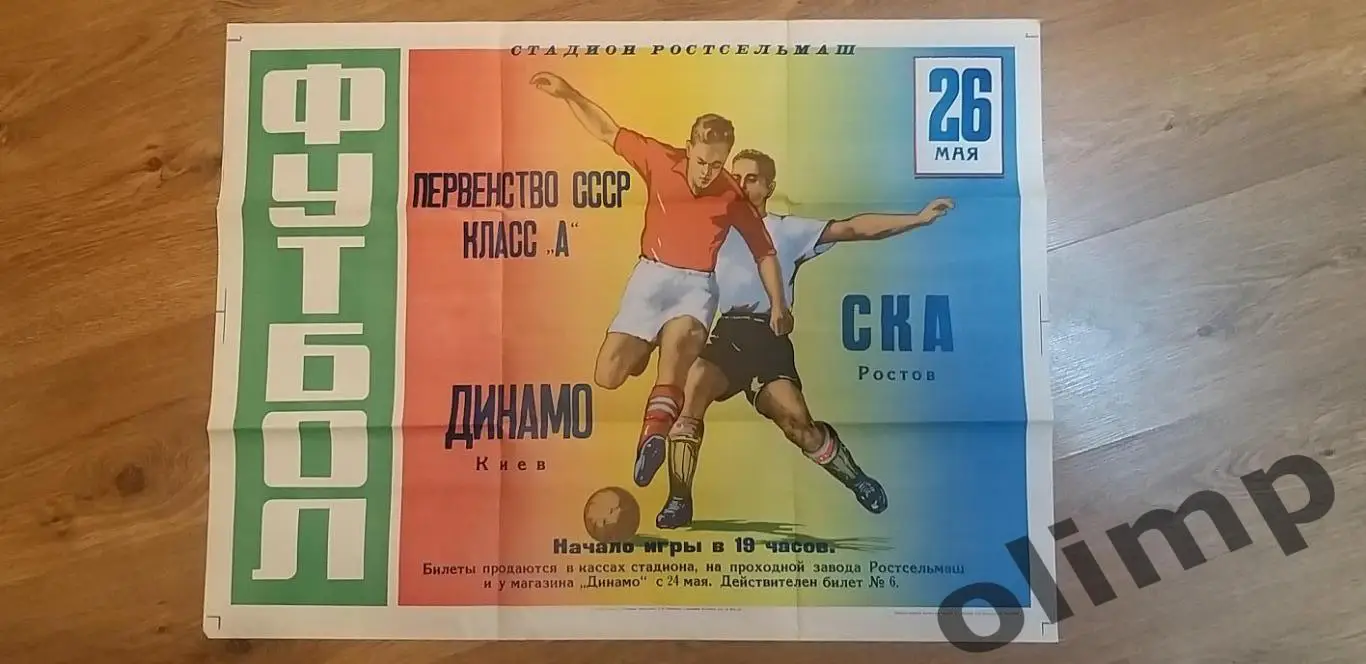 СТАДИОН РОСТСЕЛЬМАШ
ФУТБОЛ
26
МАЯ
ПЕРВЕНСТВО СССР
КЛАСС „А“
СКА
Ростов
ДИНАМО
Киев
Начало игры в 19 часов.
Билеты продаются в кассах стадиона, на проходной завода Ростсельмаш
и у магазина „Динамо“ с 24 мая. Действителен билет № 6.
olimp